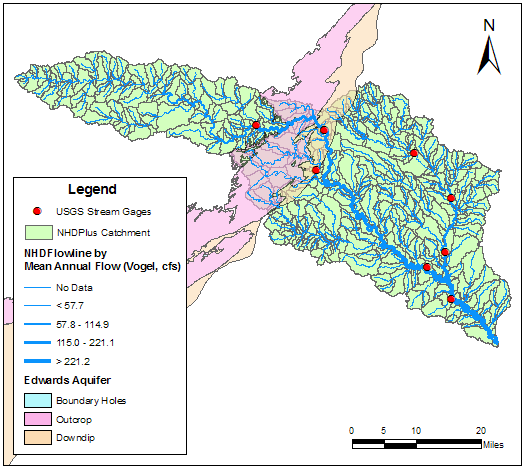 N
Legend
USGS Stream Gages
NHDPlus Catchment
NHDFlowline by
Mean Annual Flow (Vogel, cfs)
No Data
< 57.7
57.8 - 114.9
115.0 - 221.1
> 221.2
Edwards Aquifer
Boundary Holes
Outcrop
Downdip
0 5 10 20
Miles